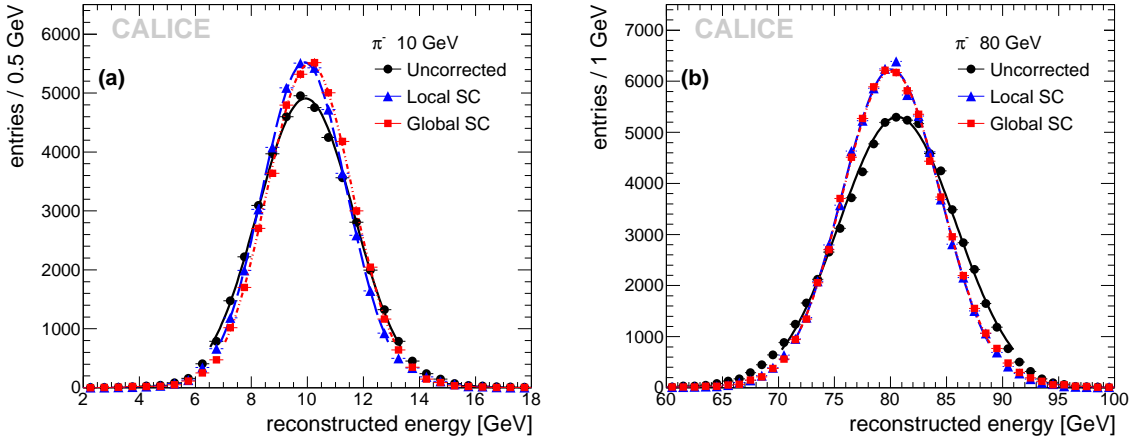 CALICE
(a)
π⁻ 10 GeV
Uncorrected
Local SC
Global SC
entries / 0.5 GeV
6000
5000
4000
3000
2000
1000
0
2 4 6 8 10 12 14 16 18
reconstructed energy [GeV]
CALICE
(b)
π⁻ 80 GeV
Uncorrected
Local SC
Global SC
entries / 1 GeV
7000
6000
5000
4000
3000
2000
1000
0
60 65 70 75 80 85 90 95 100
reconstructed energy [GeV]